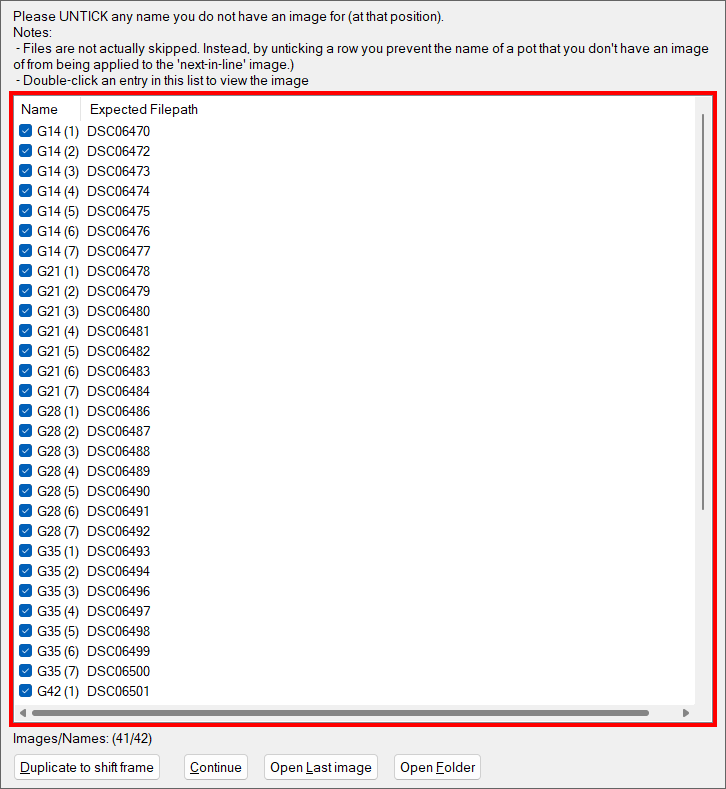 Please UNTICK any name you do not have an image for (at that position).
Notes:
- Files are not actually skipped. Instead, by unticking a row you prevent the name of a pot that you don't have an image
of from being applied to the 'next-in-line' image.)
- Double-click an entry in this list to view the image
Name Expected Filepath
G14 (1) DSC06470
G14 (2) DSC06472
G14 (3) DSC06473
G14 (4) DSC06474
G14 (5) DSC06475
G14 (6) DSC06476
G14 (7) DSC06477
G21 (1) DSC06478
G21 (2) DSC06479
G21 (3) DSC06480
G21 (4) DSC06481
G21 (5) DSC06482
G21 (6) DSC06483
G21 (7) DSC06484
G28 (1) DSC06486
G28 (2) DSC06487
G28 (3) DSC06488
G28 (4) DSC06489
G28 (5) DSC06490
G28 (6) DSC06491
G28 (7) DSC06492
G35 (1) DSC06493
G35 (2) DSC06494
G35 (3) DSC06496
G35 (4) DSC06497
G35 (5) DSC06498
G35 (6) DSC06499
G35 (7) DSC06500
G42 (1) DSC06501
Images/Names: (41/42)
Duplicate to shift frame Continue Open Last image Open Folder